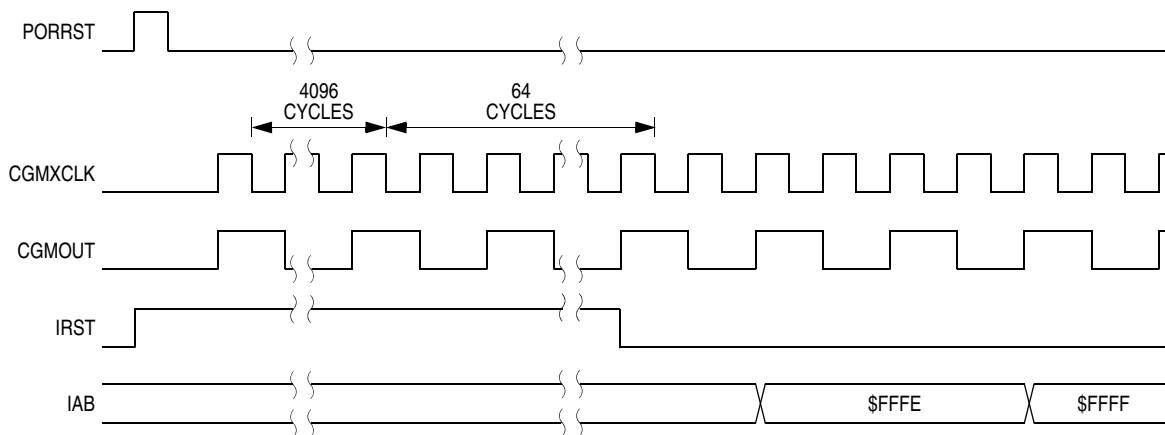 PORRST
4096
CYCLES
64
CYCLES
CGMXCLK
CGMOUT
IRST
IAB
$FFFE
$FFFF